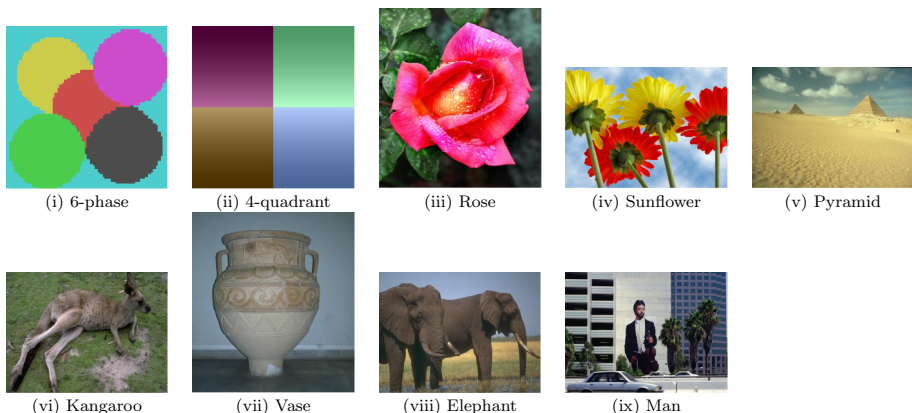 (i) 6-phase
(ii) 4-quadrant
(iii) Rose
(iv) Sunflower
(v) Pyramid
(vi) Kangaroo
(vii) Vase
(viii) Elephant
(ix) Man